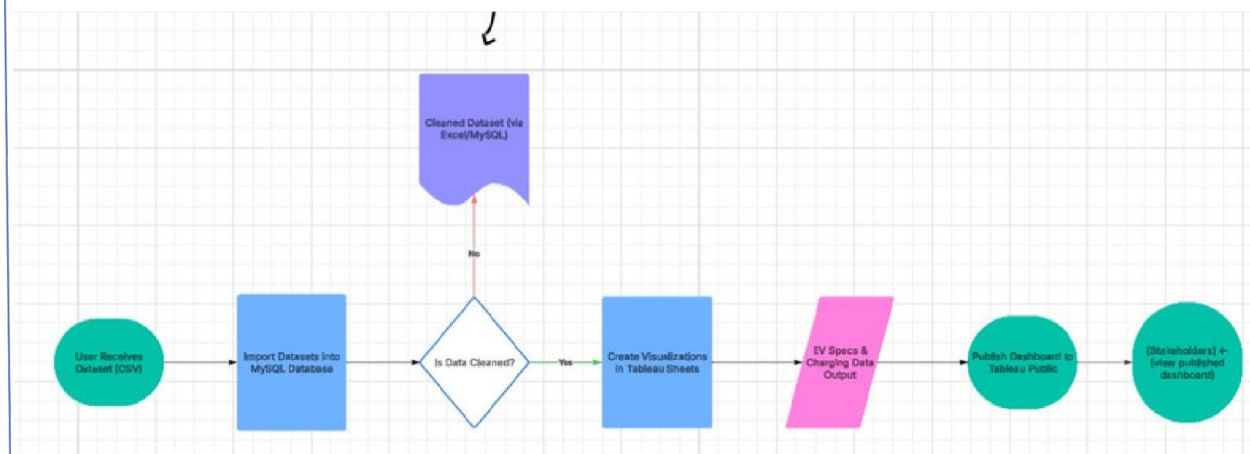 Cleaned Dataset (via
Excel/MySQL)
No
User Receives
Dataset (CSV)
Import Datasets into
MySQL Database
Is Data Cleaned?
Yes
Create Visualizations
in Tableau Sheets
EV Specs &
Charging Data
Output
Publish Dashboard to
Tableau Public
[Stakeholders] ←
(view published
dashboard)